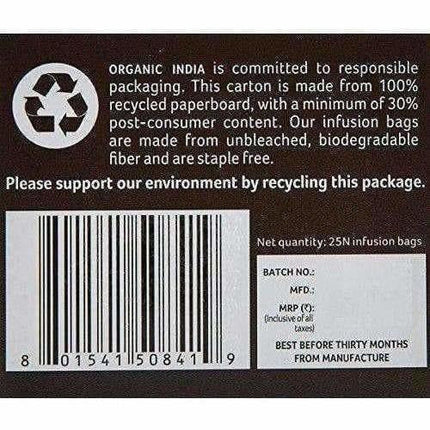 ORGANIC INDIA is committed to responsible
packaging. This carton is made from 100%
recycled paperboard, with a minimum of 30%
post-consumer content. Our infusion bags
are made from unbleached, biodegradable
fiber and are staple free.
Please support our environment by recycling this package.
Net quantity: 25N infusion bags
BATCH NO.:
MFD.:
MRP (₹):
(Inclusive of all
taxes)
BEST BEFORE THIRTY MONTHS
FROM MANUFACTURE
8 01541 50841 9